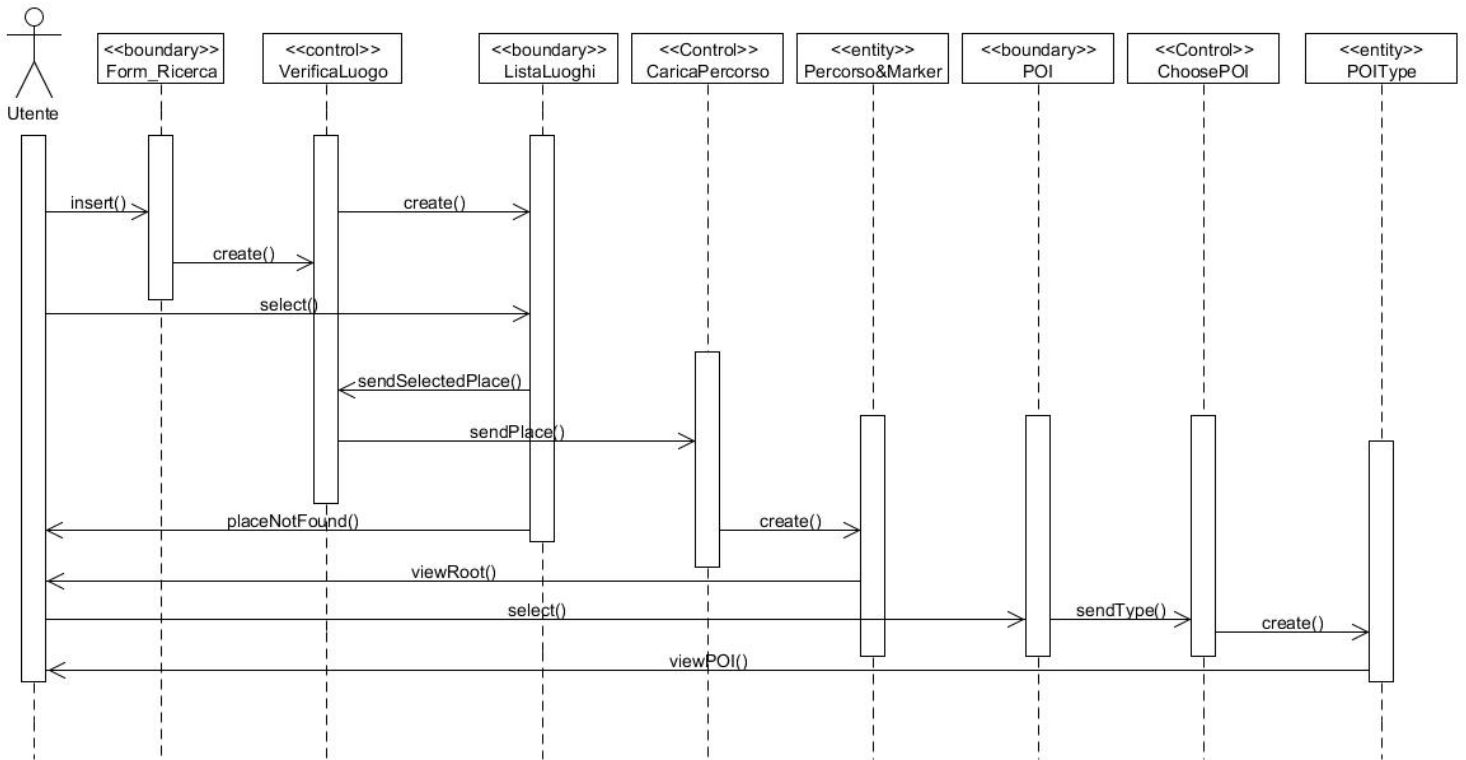 <<boundary>>
Form_Ricerca
<<control>>
VerificaLuogo
<<boundary>>
ListaLuoghi
<<Control>>
CaricaPercorso
<<entity>>
Percorso&Marker
<<boundary>>
POI
<<Control>>
ChoosePOI
<<entity>>
POIType
Utente
insert()
create()
create()
select()
sendSelectedPlace()
sendPlace()
placeNotFound()
create()
viewRoot()
select()
sendType()
create()
viewPOI()